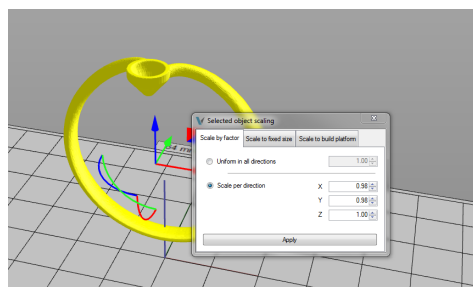 Selected object scaling
Scale by factor Scale to fixed size Scale to build platform
Uniform in all directions 1.00
Scale per direction X 0.98
Y 0.98
Z 1.00
Apply